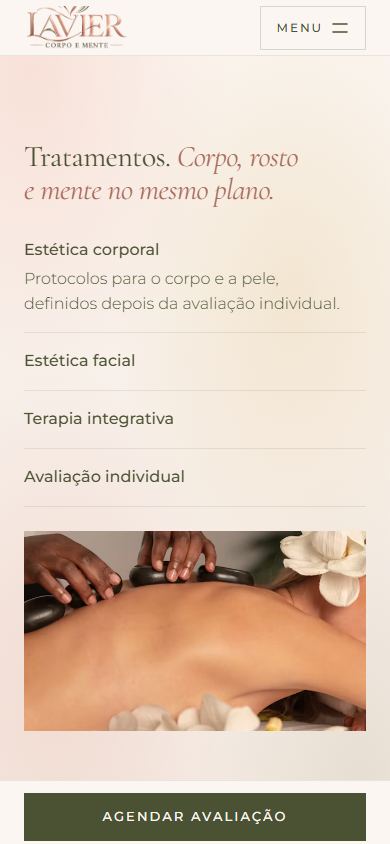 LAVIER
CORPO E MENTE
MENU
Tratamentos. Corpo, rosto
e mente no mesmo plano.
Estética corporal
Protocolos para o corpo e a pele,
definidos depois da avaliação individual.
Estética facial
Terapia integrativa
Avaliação individual
AGENDAR AVALIAÇÃO